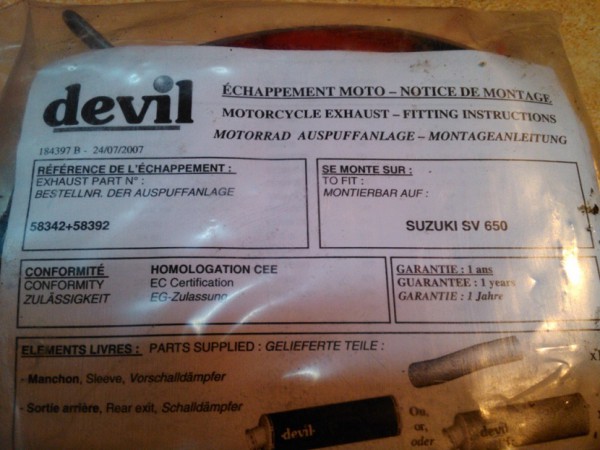 devil
ÉCHAPPEMENT MOTO – NOTICE DE MONTAGE
MOTORCYCLE EXHAUST – FITTING INSTRUCTIONS
MOTORRAD AUSPUFFANLAGE – MONTAGEANLEITUNG
184397 B - 24/07/2007
RÉFÉRENCE DE L'ÉCHAPPEMENT :
EXHAUST PART N° :
BESTELLNR. DER AUSPUFFANLAGE
58342+58392
SE MONTE SUR :
TO FIT :
MONTIERBAR AUF :
SUZUKI SV 650
CONFORMITÉ HOMOLOGATION CEE
CONFORMITY EC Certification
ZULÄSSIGKEIT EG-Zulassung
GARANTIE : 1 ans
GUARANTEE : 1 years
GARANTIE : 1 Jahre
ELEMENTS LIVRES : PARTS SUPPLIED : GELIEFERTE TEILE :
- Manchon, Sleeve, Vorschalldämpfer
- Sortie arrière, Rear exit, Schalldämpfer
devil
Ou,
or,
oder
devil